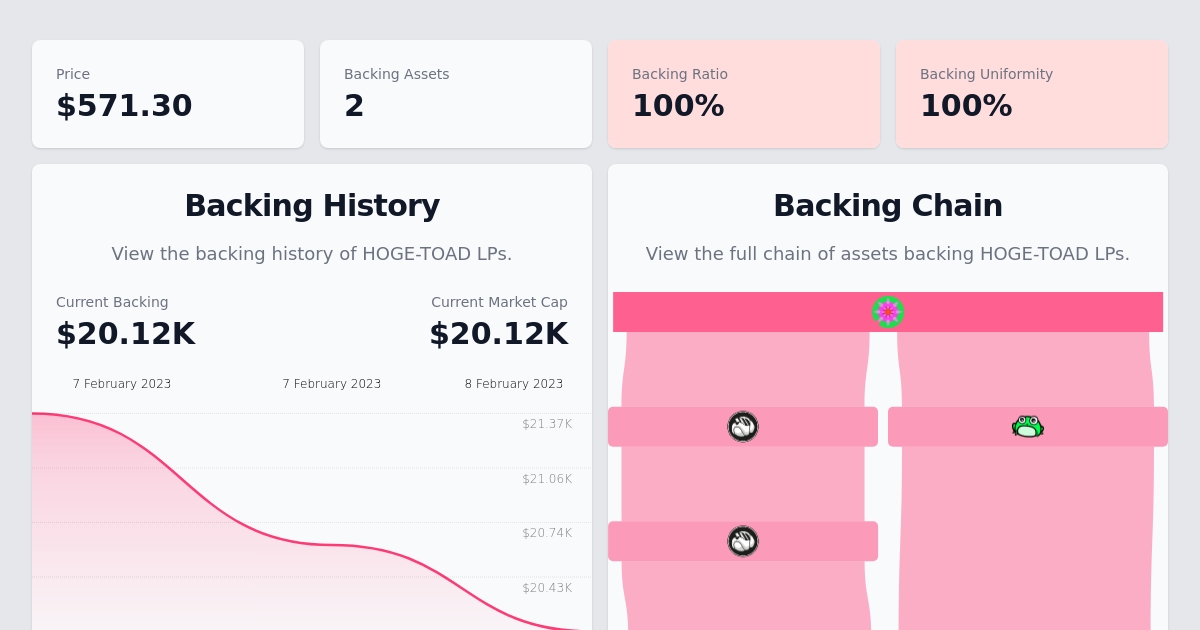 Price
$571.30
Backing Assets
2
Backing Ratio
100%
Backing Uniformity
100%
Backing History
View the backing history of HOGE-TOAD LPs.
Current Backing
$20.12K
Current Market Cap
$20.12K
7 February 2023
7 February 2023
8 February 2023
$21.37K
$21.06K
$20.74K
$20.43K
Backing Chain
View the full chain of assets backing HOGE-TOAD LPs.